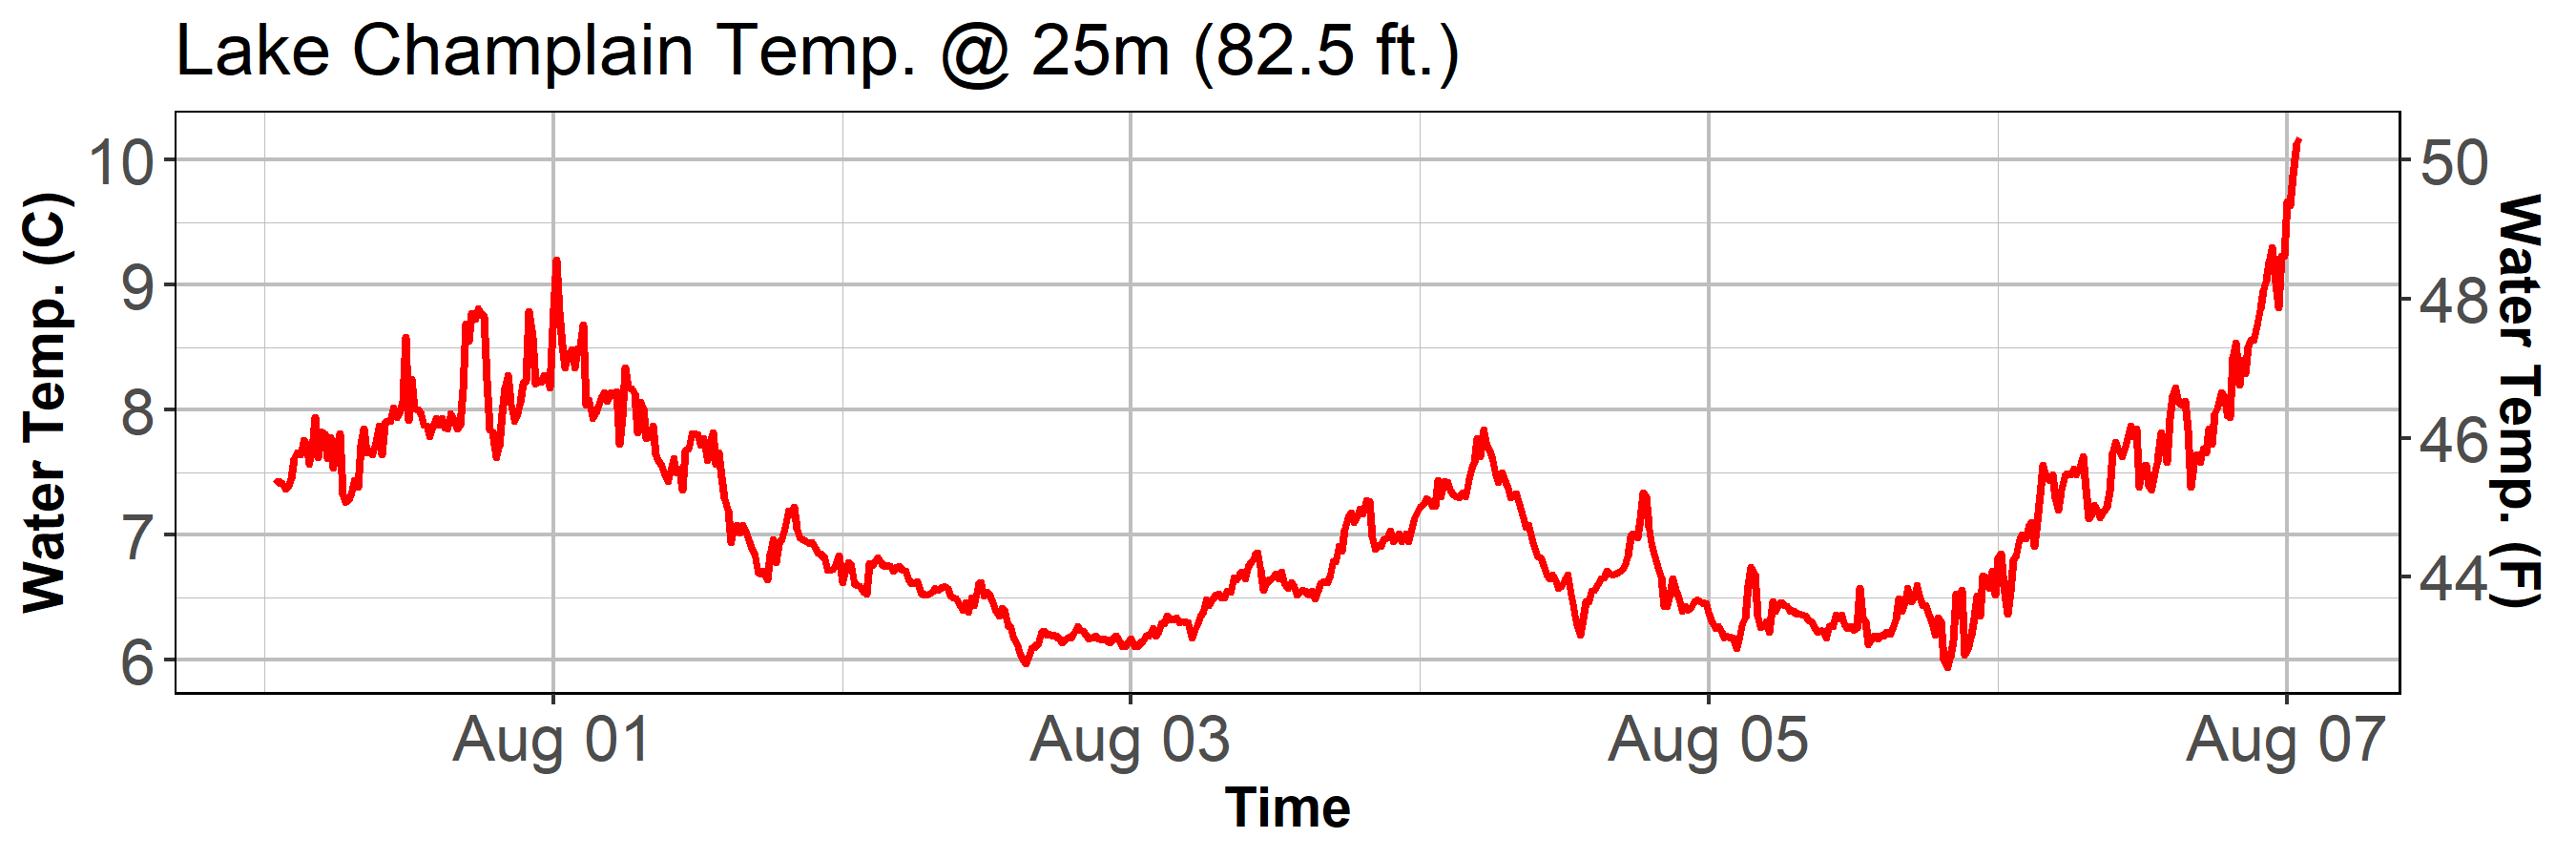 Lake Champlain Temp. @ 25m (82.5 ft.)
Water Temp. (C)
10
9
8
7
6
50
48
46
44
Water Temp. (F)
Aug 01 Aug 03 Aug 05 Aug 07
Time